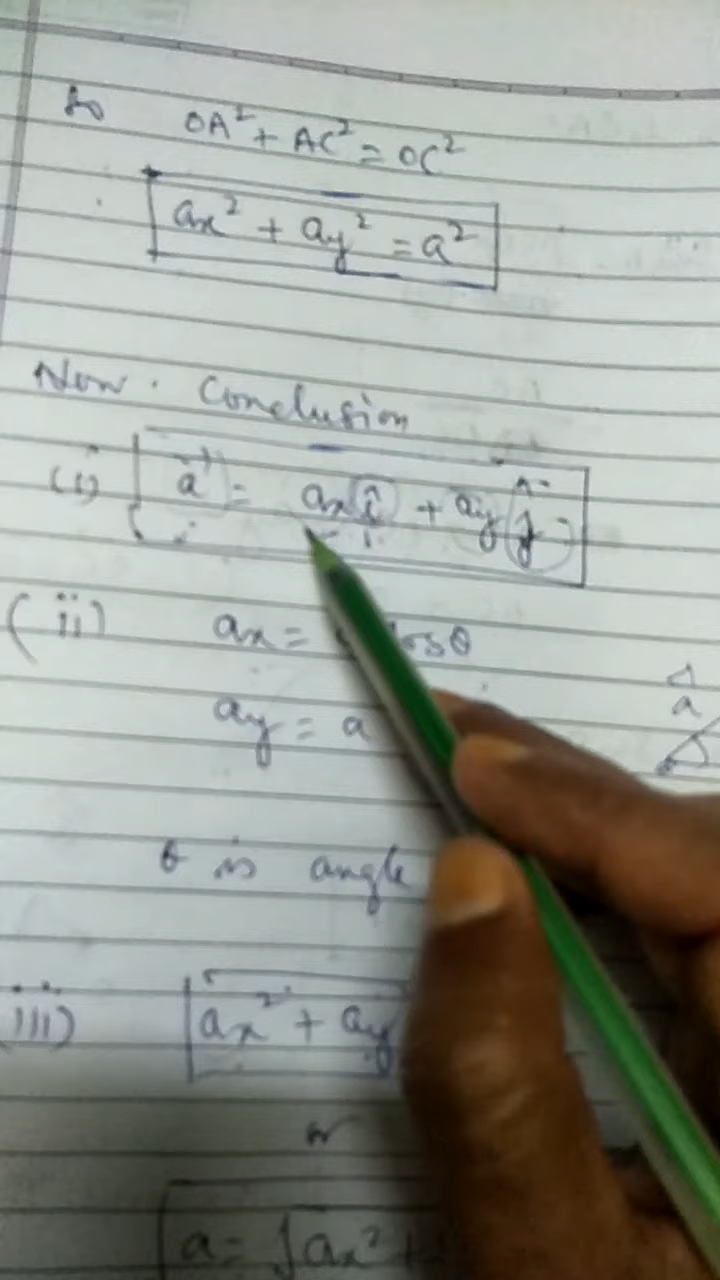 So OA² + AC² = OC²
ax² + ay² = a²
Now. Conclusion
(i) a⃗ = ax î + ay ĵ
(ii) ax = cosθ
ay = a
a
θ is angle
(iii) ax² + ay
or
a = √ax² +